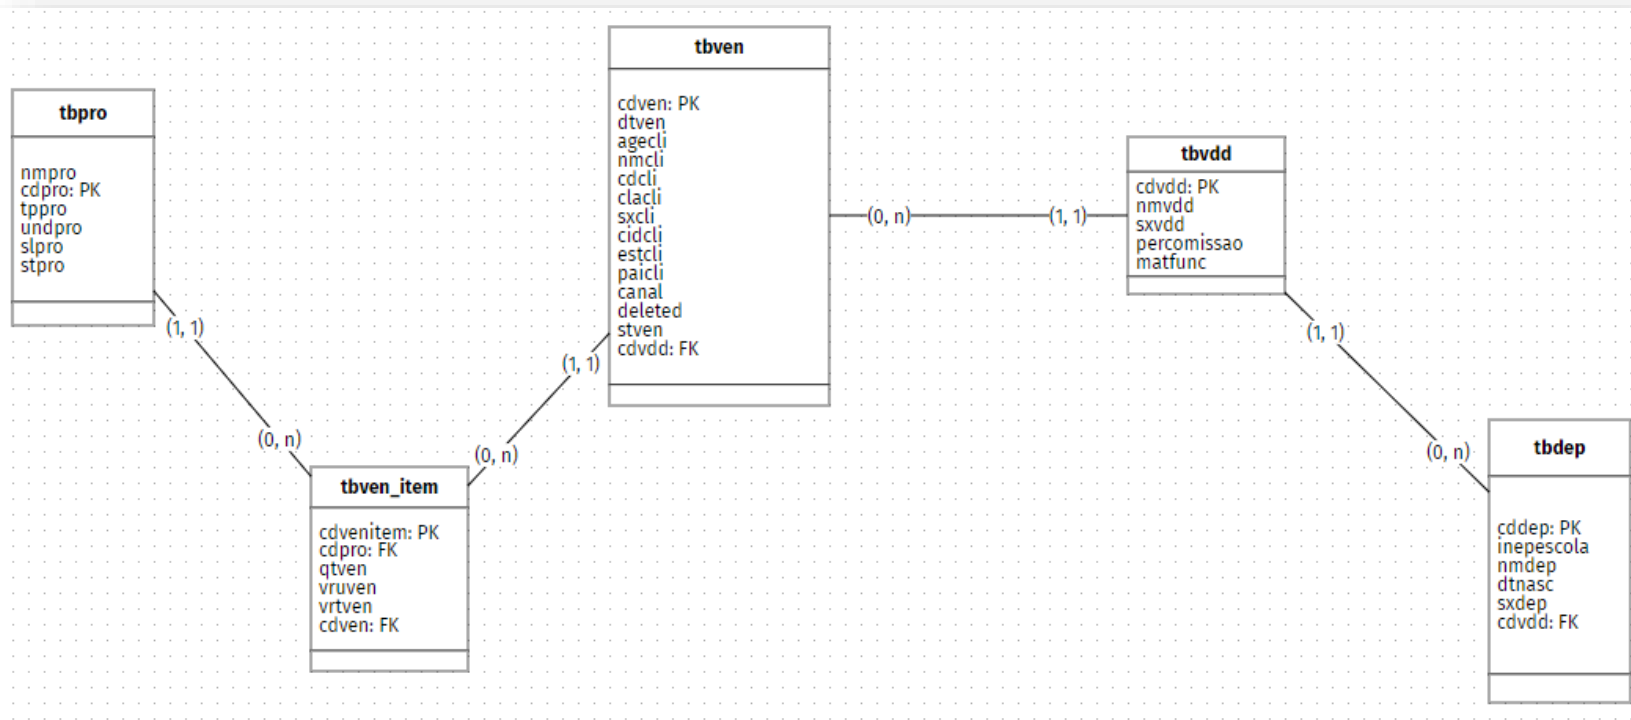 tbpro
nmpro
cdpro: PK
tppro
undpro
slpro
stpro
(1, 1)
(0, n)
tbven_item
cdvenitem: PK
cdpro: FK
qtven
vruven
vrtven
cdven: FK
(0, n)
(1, 1)
tbven
cdven: PK
dtven
agecli
nmcli
cdcli
clacli
sxcli
cidcli
estcli
paicli
canal
deleted
stven
cdvdd: FK
(0, n)
(1, 1)
tbvdd
cdvdd: PK
nmvdd
sxvdd
percomissao
matfunc
(1, 1)
(0, n)
tbdep
cddep: PK
inepescola
nmdep
dtnasc
sxdep
cdvdd: FK